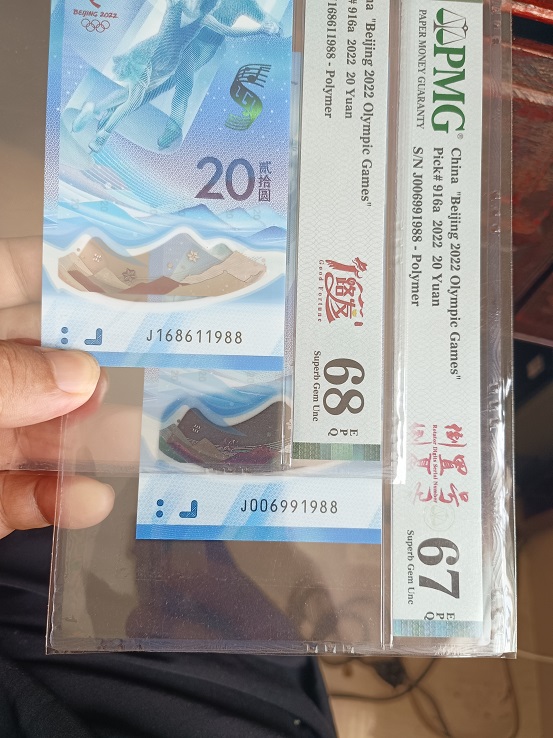 BEIJING 2022
20 贰拾圆
J168611988
China "Beijing 2022 Olympic Games"
916a 2022 20 Yuan
168611988 - Polymer
Good Fortune
68 EPQ
Superb Gem Unc
J006991988
PMG
PAPER MONEY GUARANTY
China "Beijing 2022 Olympic Games"
Pick# 916a 2022 20 Yuan
S/N J006991988 - Polymer
67 EPQ
Superb Gem Unc